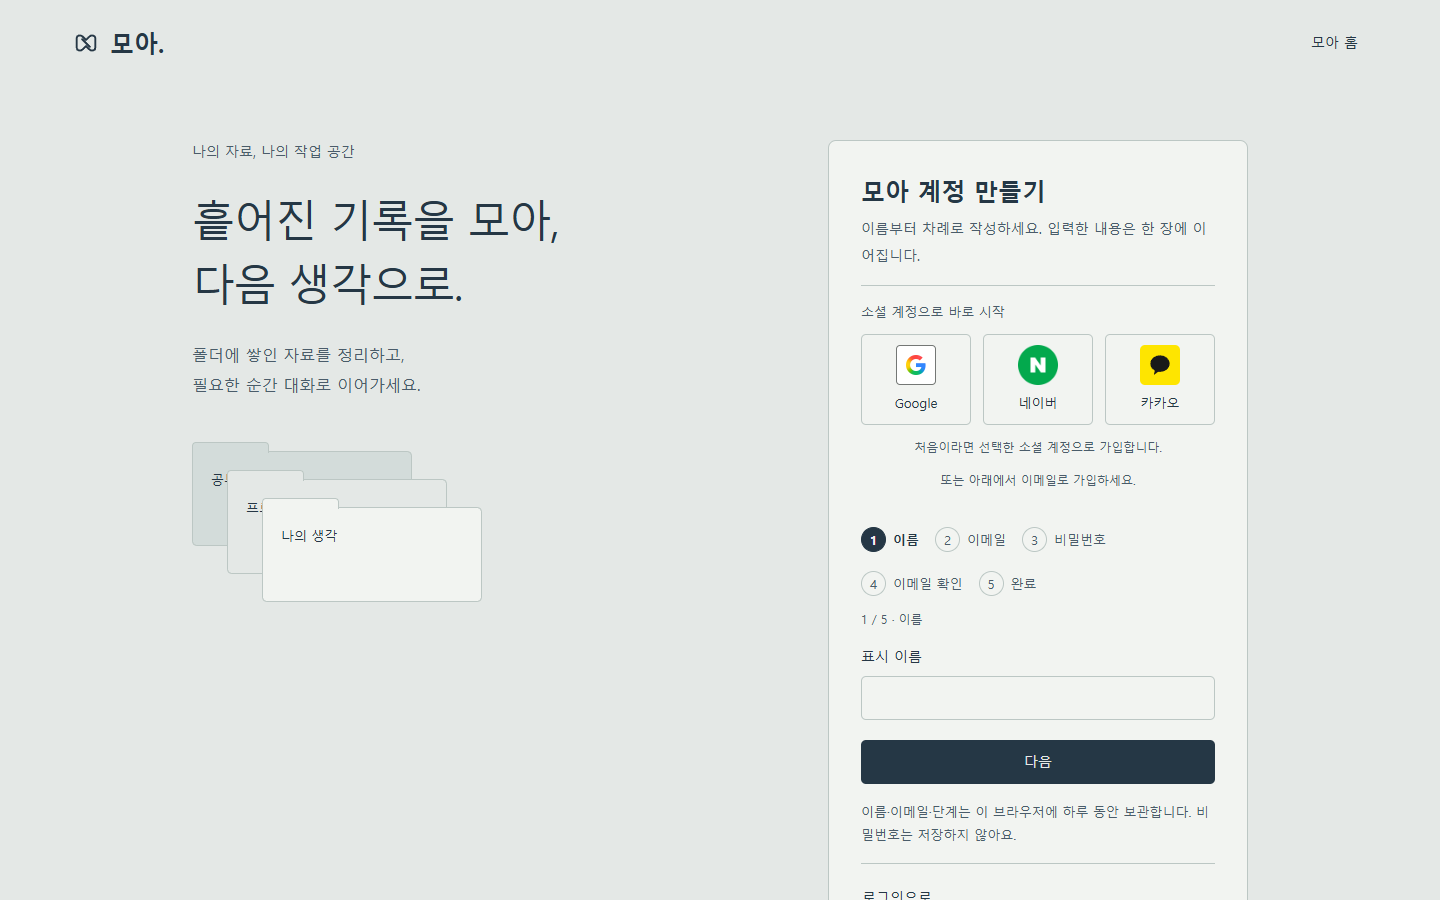 모아.
모아 홈
나의 자료, 나의 작업 공간
흩어진 기록을 모아,
다음 생각으로.
폴더에 쌓인 자료를 정리하고,
필요한 순간 대화로 이어가세요.
나의 생각
모아 계정 만들기
이름부터 차례로 작성하세요. 입력한 내용은 한 장에 이
어집니다.
소셜 계정으로 바로 시작
Google
네이버
카카오
처음이라면 선택한 소셜 계정으로 가입합니다.
또는 아래에서 이메일로 가입하세요.
1 이름 2 이메일 3 비밀번호
4 이메일 확인 5 완료
1 / 5 · 이름
표시 이름
다음
이름·이메일·단계는 이 브라우저에 하루 동안 보관합니다. 비
밀번호는 저장하지 않아요.
로그인으로